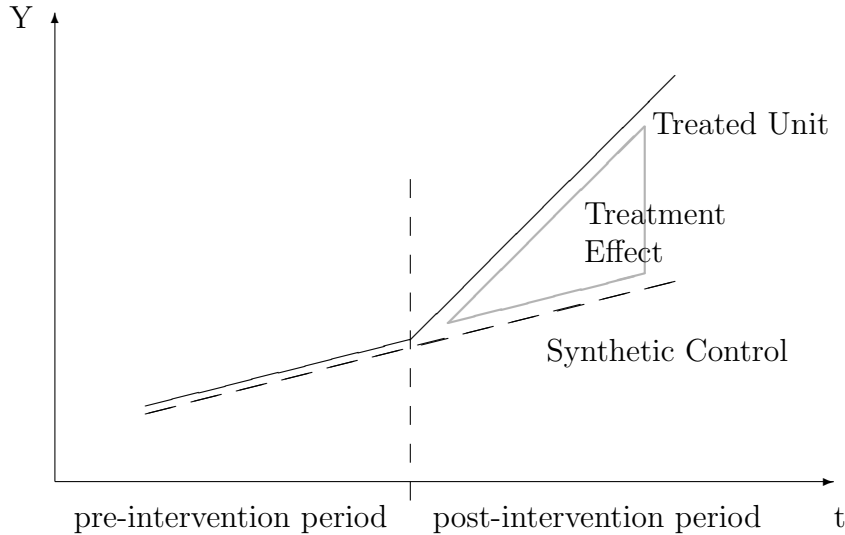 Y
Treated Unit
Treatment
Effect
Synthetic Control
pre-intervention period
post-intervention period
t